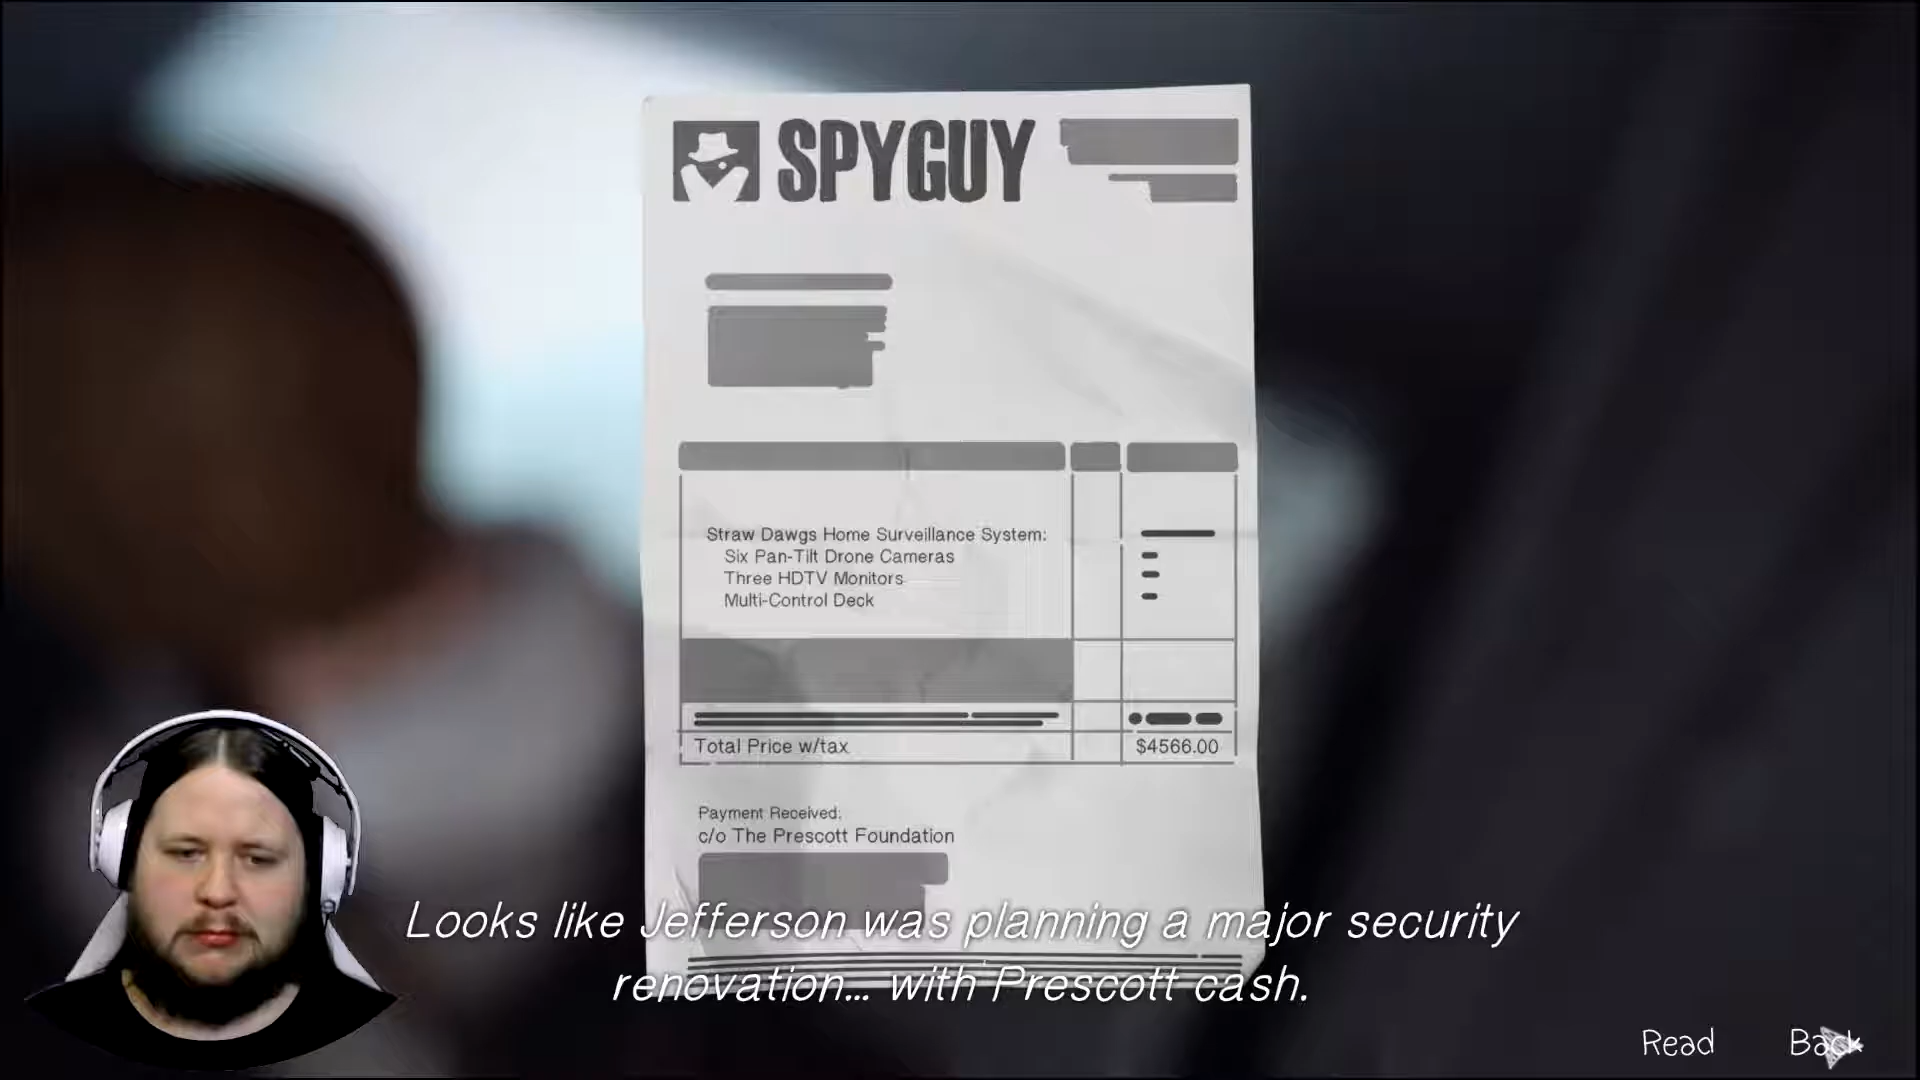 SPYGUY
Straw Dawgs Home Surveillance System:
Six Pan-Tilt Drone Cameras
Three HDTV Monitors
Multi-Control Deck
Total Price w/tax
$4566.00
Payment Received:
c/o The Prescott Foundation
Looks like Jefferson was planning a major security
renovation... with Prescott cash.
Read
Back